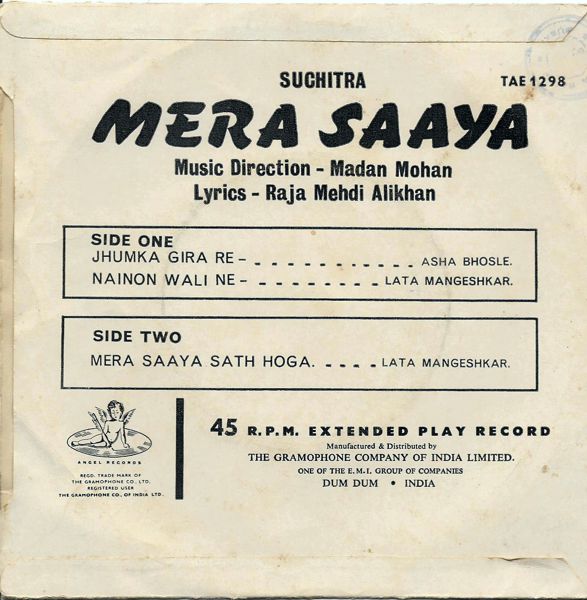 SUCHITRA
TAE 1298
MERA SAAYA
Music Direction - Madan Mohan
Lyrics - Raja Mehdi Alikhan
SIDE ONE
JHUMKA GIRA RE - - - - - - - - - - - - - ASHA BHOSLE.
NAINON WALI NE - - - - - - - - - LATA MANGESHKAR.
SIDE TWO
MERA SAAYA SATH HOGA. - - - - LATA MANGESHKAR.
ANGEL RECORDS
REGD. TRADE MARK OF
THE GRAMOPHONE CO., LTD.
REGISTERED USER
THE GRAMOPHONE CO., OF INDIA LTD.
45 R.P.M. EXTENDED PLAY RECORD
Manufactured & Distributed by
THE GRAMOPHONE COMPANY OF INDIA LIMITED.
ONE OF THE E.M.I. GROUP OF COMPANIES
DUM DUM • INDIA